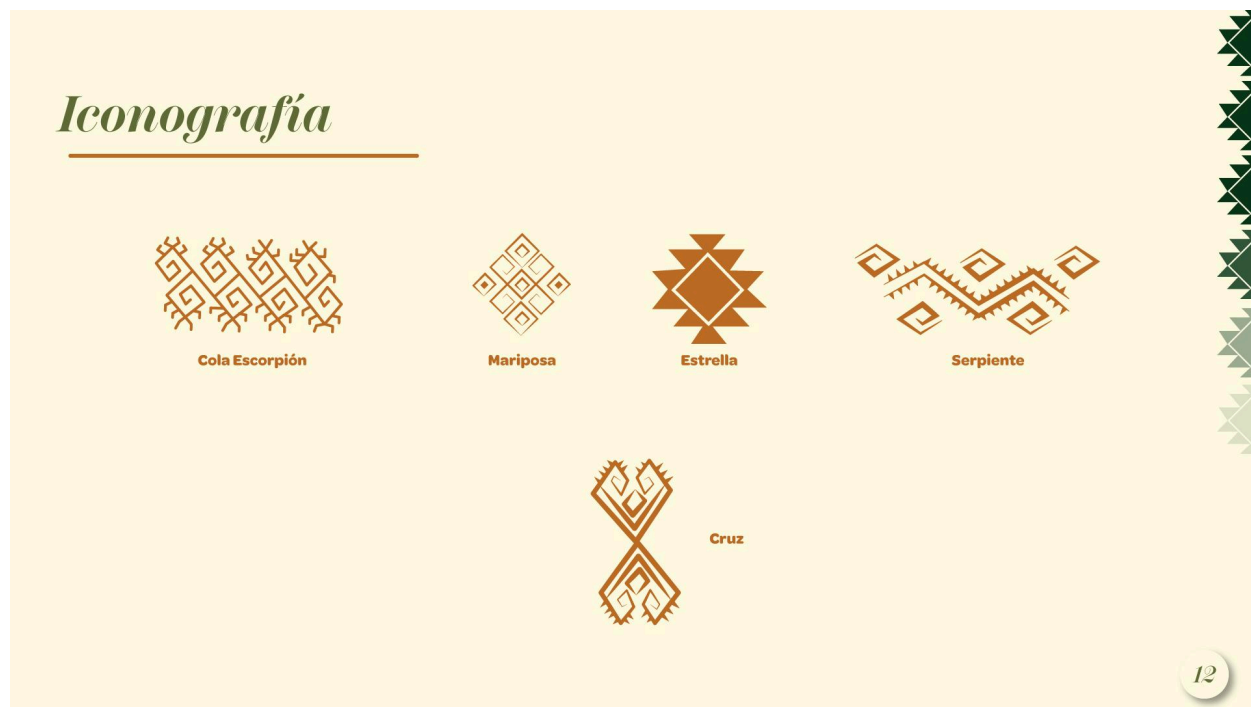 Iconografía
Cola Escorpión
Mariposa
Estrella
Serpiente
Cruz
12